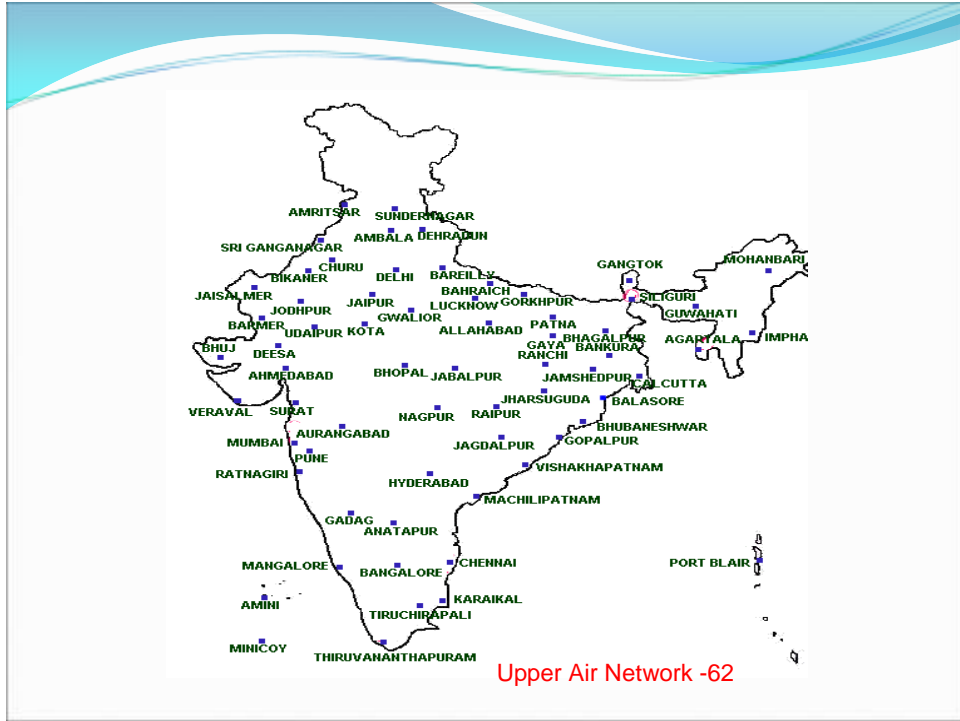 AMRITSAR
SUNDERNAGAR
AMBALA
DEHRADUN
SRI GANGANAGAR
CHURU
BIKANER
DELHI
BAREILLY
GANGTOK
MOHANBARI
BAHRAICH
JAISALMER
JODHPUR
JAIPUR
LUCKNOW
GORKHPUR
SILIGURI
GWALIOR
GUWAHATI
BARMER
UDAIPUR
KOTA
ALLAHABAD
PATNA
BHAGALPUR
AGARTALA
IMPHA
BHUJ
DEESA
GAYA
BANKURA
RANCHI
AHMEDABAD
BHOPAL
JABALPUR
JAMSHEDPUR
CALCUTTA
VERAVAL
SURAT
NAGPUR
RAIPUR
JHARSUGUDA
BALASORE
AURANGABAD
BHUBANESHWAR
MUMBAI
JAGDALPUR
GOPALPUR
PUNE
RATNAGIRI
VISHAKHAPATNAM
HYDERABAD
MACHILIPATNAM
GADAG
ANATAPUR
MANGALORE
BANGALORE
CHENNAI
PORT BLAIR
AMINI
KARAIKAL
TIRUCHIRAPALI
MINICOY
THIRUVANANTHAPURAM
Upper Air Network -62